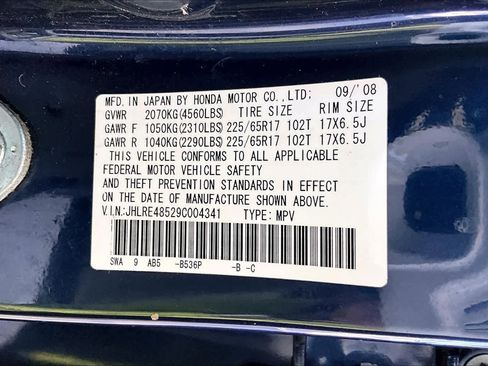 MFD. IN JAPAN BY HONDA MOTOR CO.,LTD; 09/'08
GVWR 2070KG(4560LBS) TIRE SIZE RIM SIZE
GAWR F 1050KG(2310LBS) 225/65R17 102T 17X6.5J
GAWR R 1040KG(2290LBS) 225/65R17 102T 17X6.5J
THIS VEHICLE CONFORMS TO ALL APPLICABLE
FEDERAL MOTOR VEHICLE SAFETY
AND THEFT PREVENTION STANDARDS IN EFFECT
ON THE DATE OF MANUFACTURE SHOWN ABOVE.
V.I.N:JHLRE48529C004341 TYPE: MPV
SWA 9 AB5 -B536P -B -C